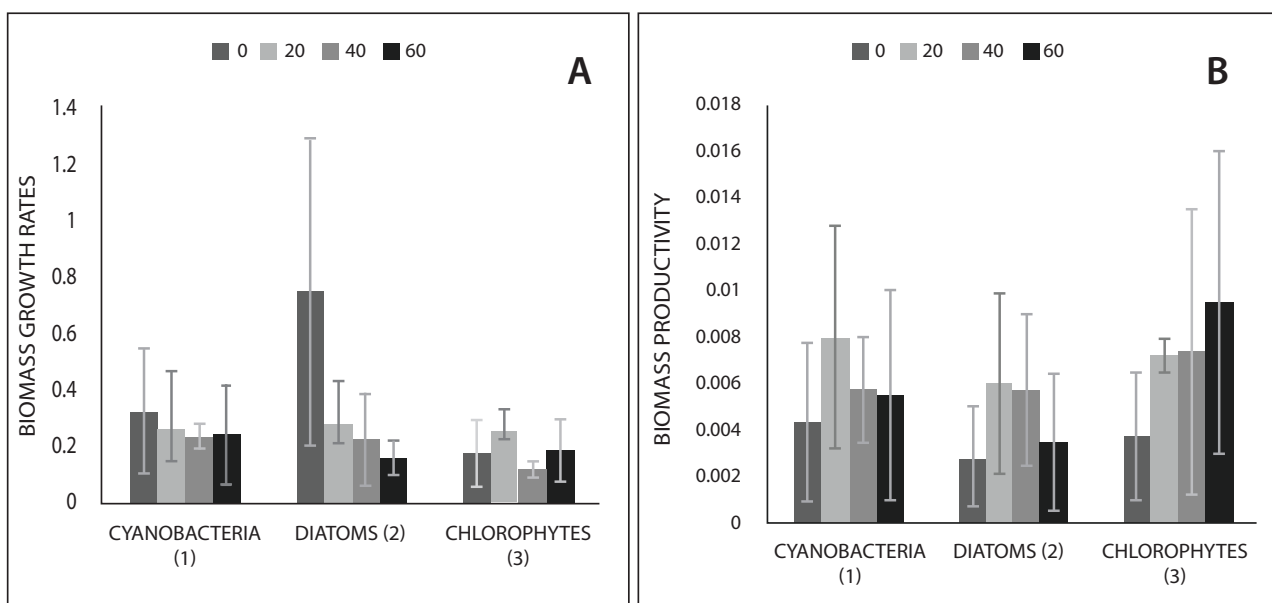 0 20 40 60
A
BIOMASS GROWTH RATES
1.4
1.2
1
0.8
0.6
0.4
0.2
0
CYANOBACTERIA
(1)
DIATOMS (2)
CHLOROPHYTES
(3)
0 20 40 60
B
BIOMASS PRODUCTIVITY
0.018
0.016
0.014
0.012
0.01
0.008
0.006
0.004
0.002
0
CYANOBACTERIA
(1)
DIATOMS (2)
CHLOROPHYTES
(3)